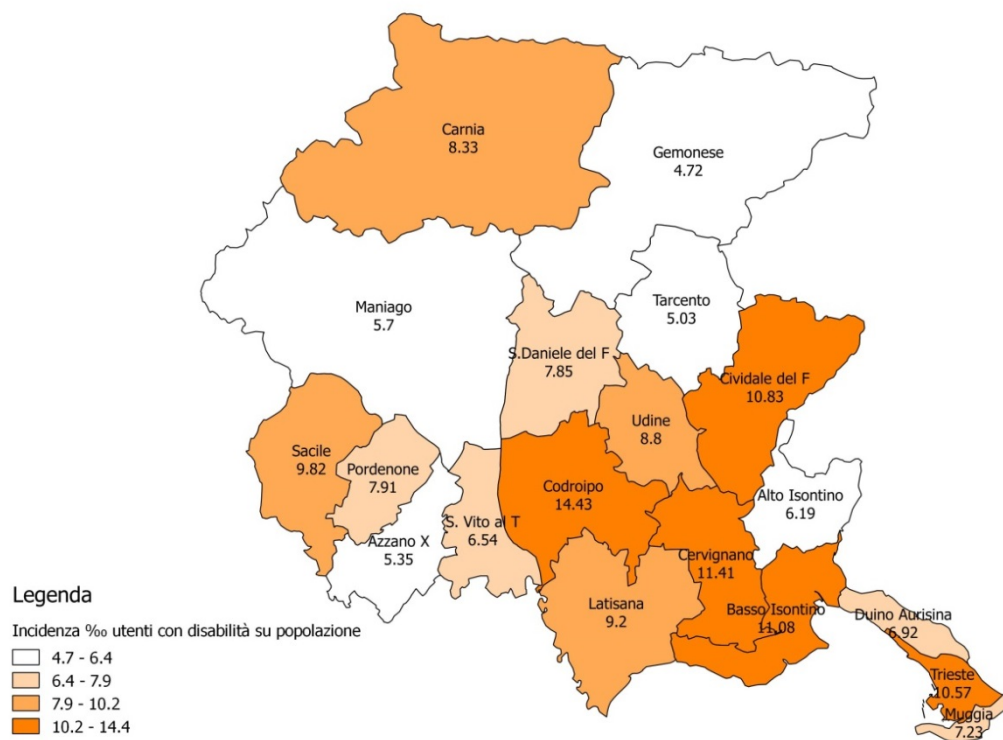 Carnia
8.33
Gemonese
4.72
Maniago
5.7
Tarcento
5.03
S.Daniele del F
7.85
Cividale del F
10.83
Udine
8.8
Sacile
9.82
Pordenone
7.91
Codroipo
14.43
Alto Isontino
6.19
S. Vito al T
6.54
Azzano X
5.35
Cervignano
11.41
Latisana
9.2
Basso Isontino
11.08
Duino Aurisina
6.92
Trieste
10.57
Muggia
7.23
Legenda
Incidenza ‰ utenti con disabilità su popolazione
4.7 - 6.4
6.4 - 7.9
7.9 - 10.2
10.2 - 14.4